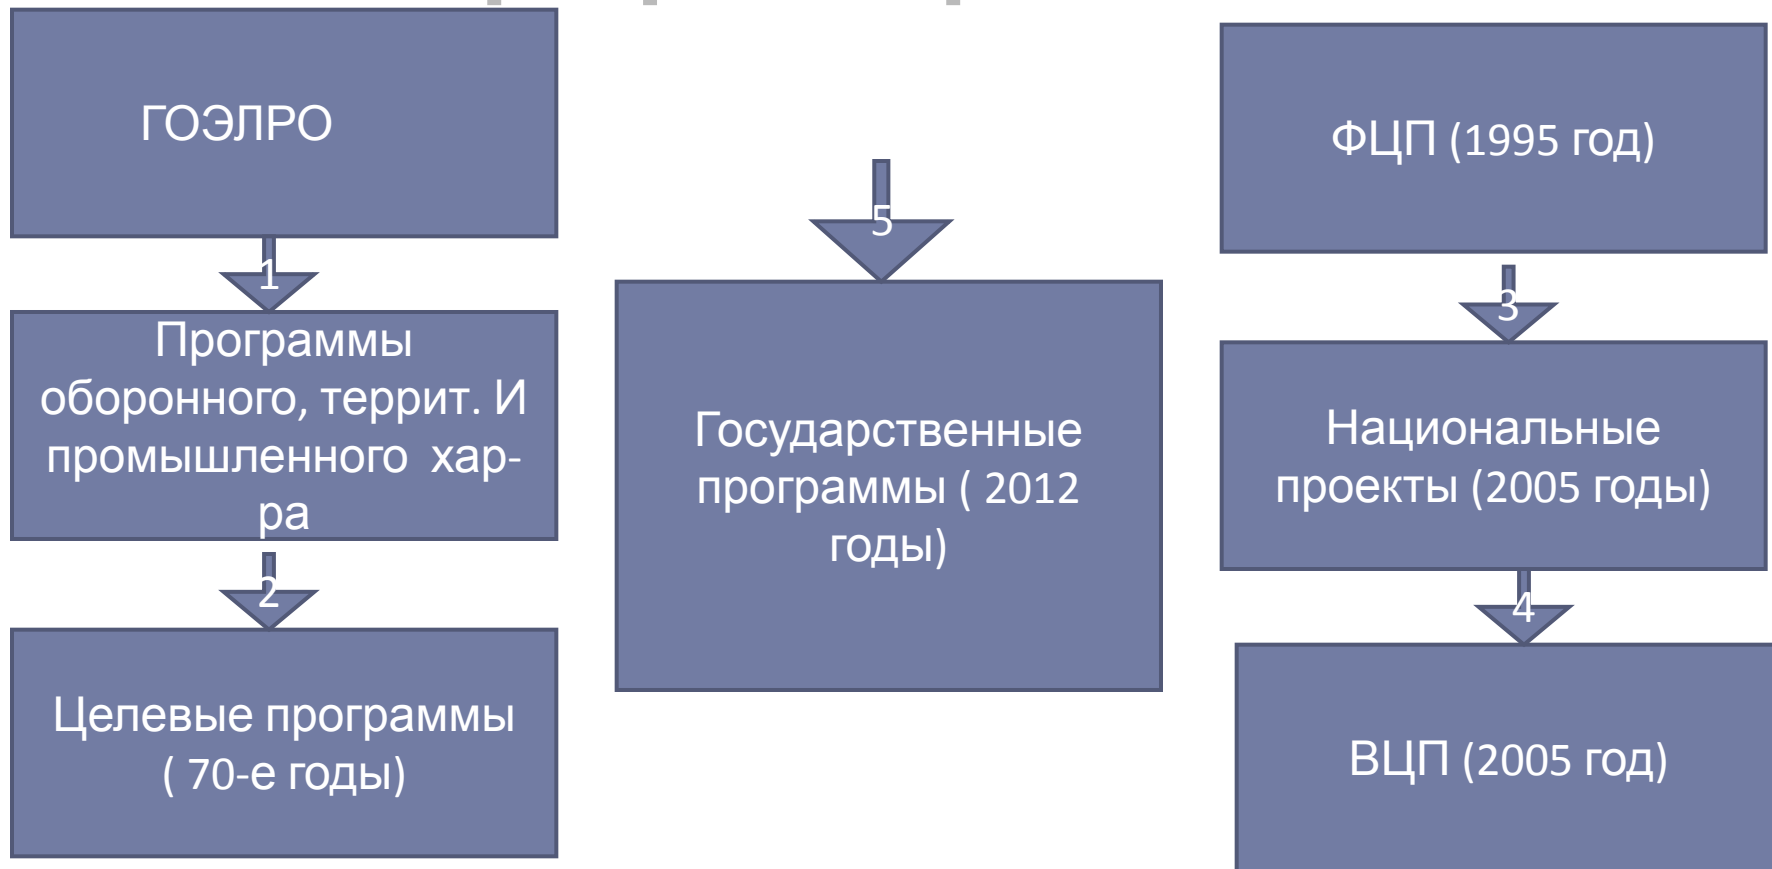 ГОЭЛРО
1
Программы
оборонного, террит. И
промышленного хар-
ра
2
Целевые программы
( 70-е годы)
5
Государственные
программы ( 2012
годы)
ФЦП (1995 год)
3
Национальные
проекты (2005 годы)
4
ВЦП (2005 год)